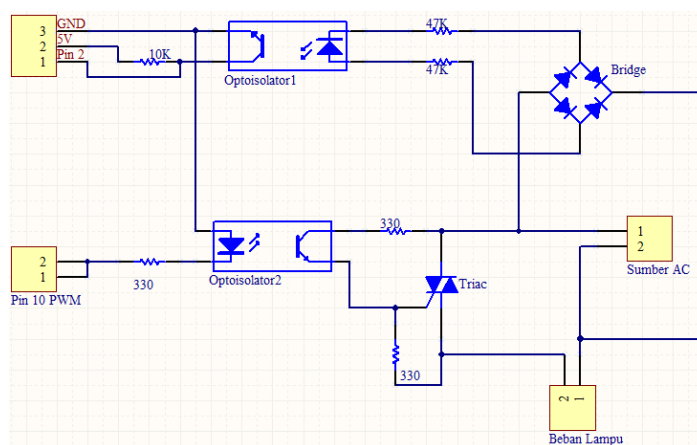 3 GND
2 5V
1 Pin 2
10K
Optoisolator1
47K
47K
Bridge
2
1
Pin 10 PWM
330
Optoisolator2
330
Triac
330
1
2
Sumber AC
2 1
Beban Lampu